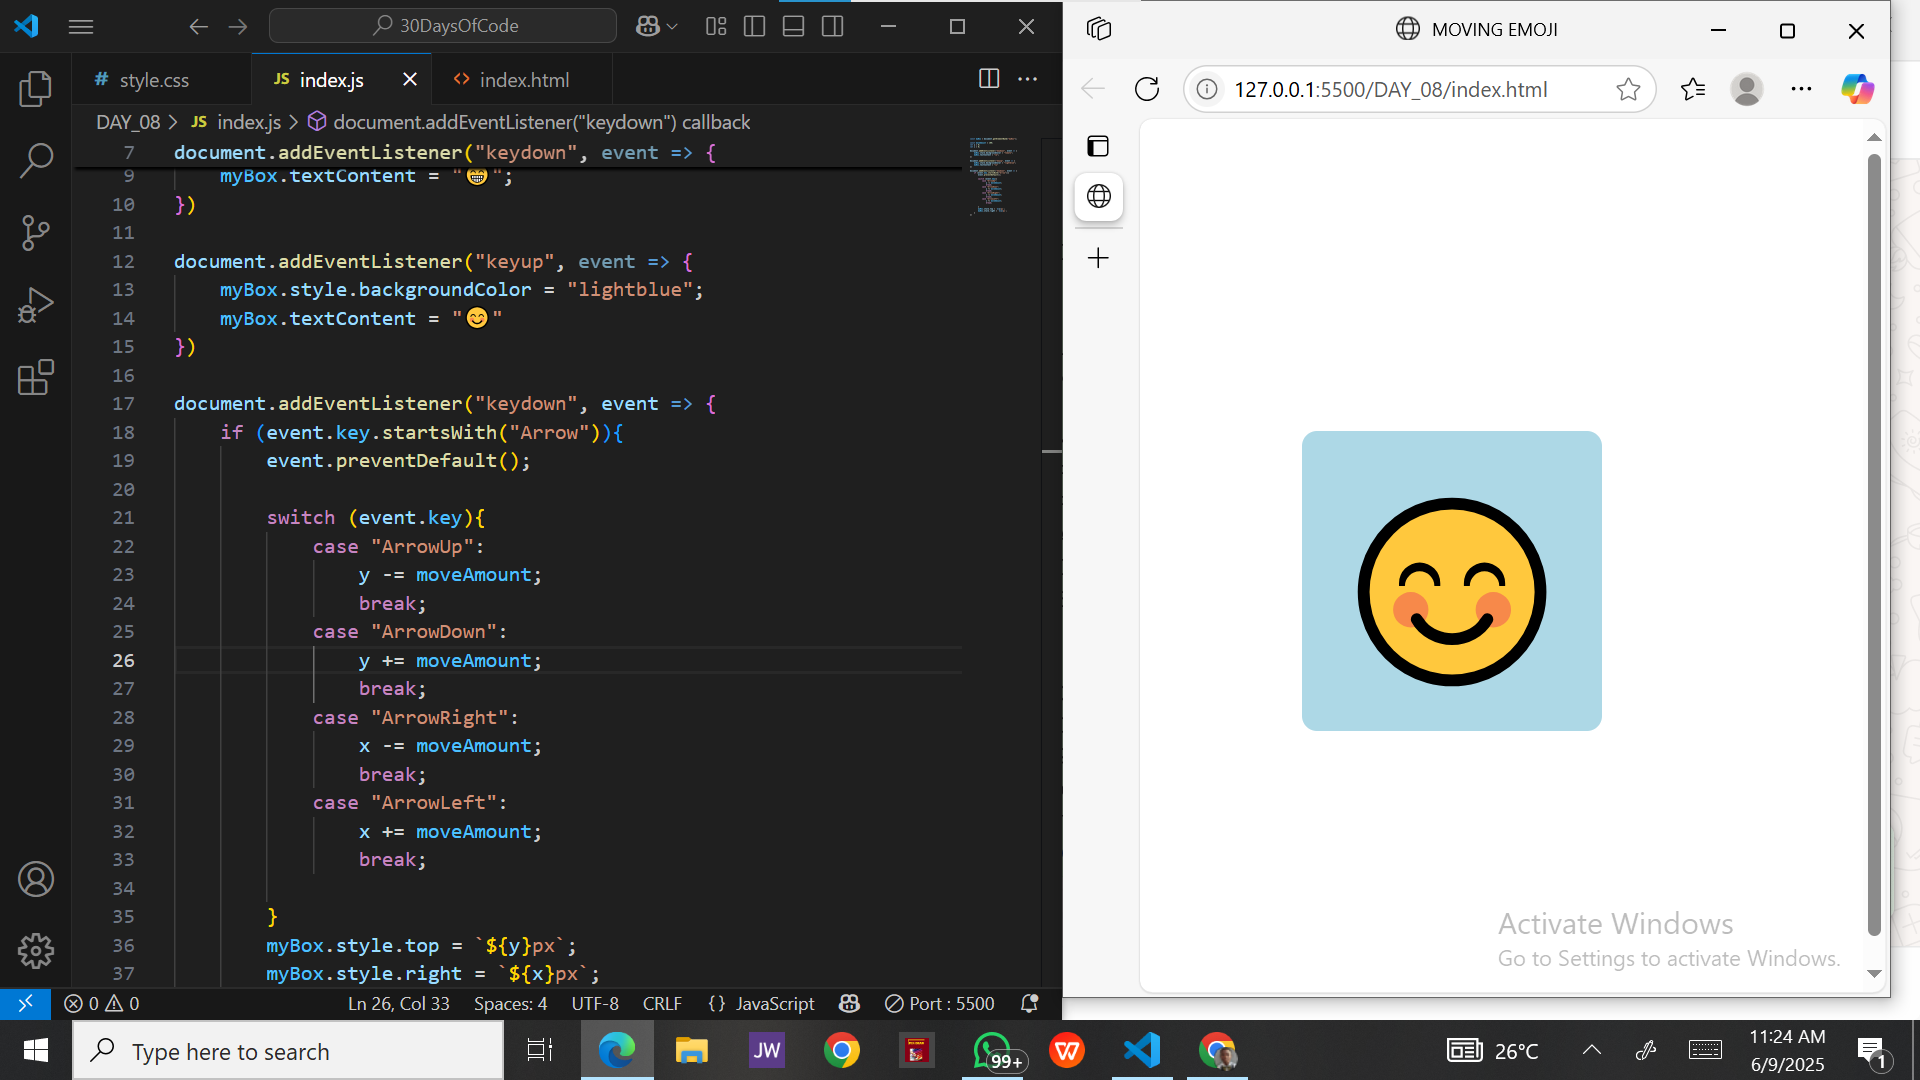 30DaysOfCode
# style.css
JS index.js
<> index.html
DAY_08 > JS index.js > document.addEventListener("keydown") callback
7 document.addEventListener("keydown", event => {
9 myBox.textContent = "😁";
10 })
11
12 document.addEventListener("keyup", event => {
13 myBox.style.backgroundColor = "lightblue";
14 myBox.textContent = "😊"
15 })
16
17 document.addEventListener("keydown", event => {
18 if (event.key.startsWith("Arrow")){
19 event.preventDefault();
20
21 switch (event.key){
22 case "ArrowUp":
23 y -= moveAmount;
24 break;
25 case "ArrowDown":
26 y += moveAmount;
27 break;
28 case "ArrowRight":
29 x -= moveAmount;
30 break;
31 case "ArrowLeft":
32 x += moveAmount;
33 break;
34
35 }
36 myBox.style.top = `${y}px`;
37 myBox.style.right = `${x}px`;
0 0 Ln 26, Col 33 Spaces: 4 UTF-8 CRLF {} JavaScript Port : 5500
MOVING EMOJI
127.0.0.1:5500/DAY_08/index.html
Activate Windows
Go to Settings to activate Windows.
Type here to search
JW
99+
W
26°C
11:24 AM
6/9/2025
1